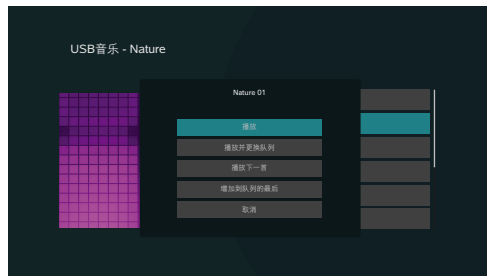 USB音乐 - Nature
Nature 01
播放
播放并更换队列
播放下一首
增加到队列的最后
取消